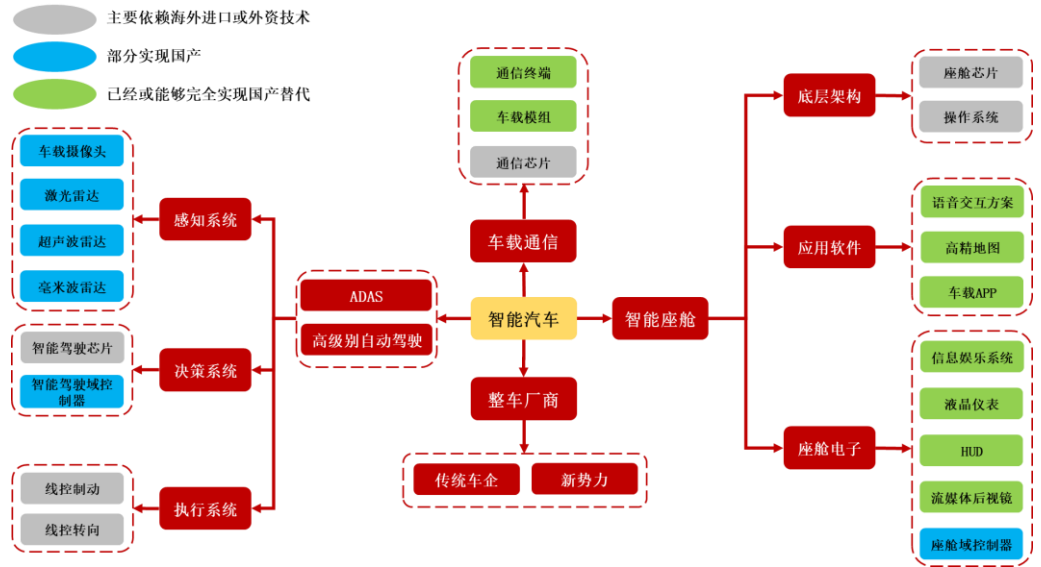 主要依赖海外进口或外资技术
部分实现国产
已经或能够完全实现国产替代
车载摄像头
激光雷达
超声波雷达
毫米波雷达
感知系统
智能驾驶芯片
智能驾驶域控
制器
决策系统
线控制动
线控转向
执行系统
ADAS
高级别自动驾驶
通信终端
车载模组
通信芯片
车载通信
智能汽车
整车厂商
传统车企
新势力
智能座舱
底层架构
座舱芯片
操作系统
应用软件
语音交互方案
高精地图
车载APP
座舱电子
信息娱乐系统
液晶仪表
HUD
流媒体后视镜
座舱域控制器